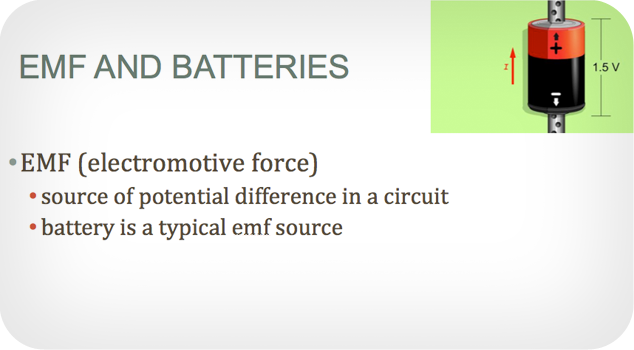 EMF AND BATTERIES
I
+
1.5 V
–
• EMF (electromotive force)
• source of potential difference in a circuit
• battery is a typical emf source